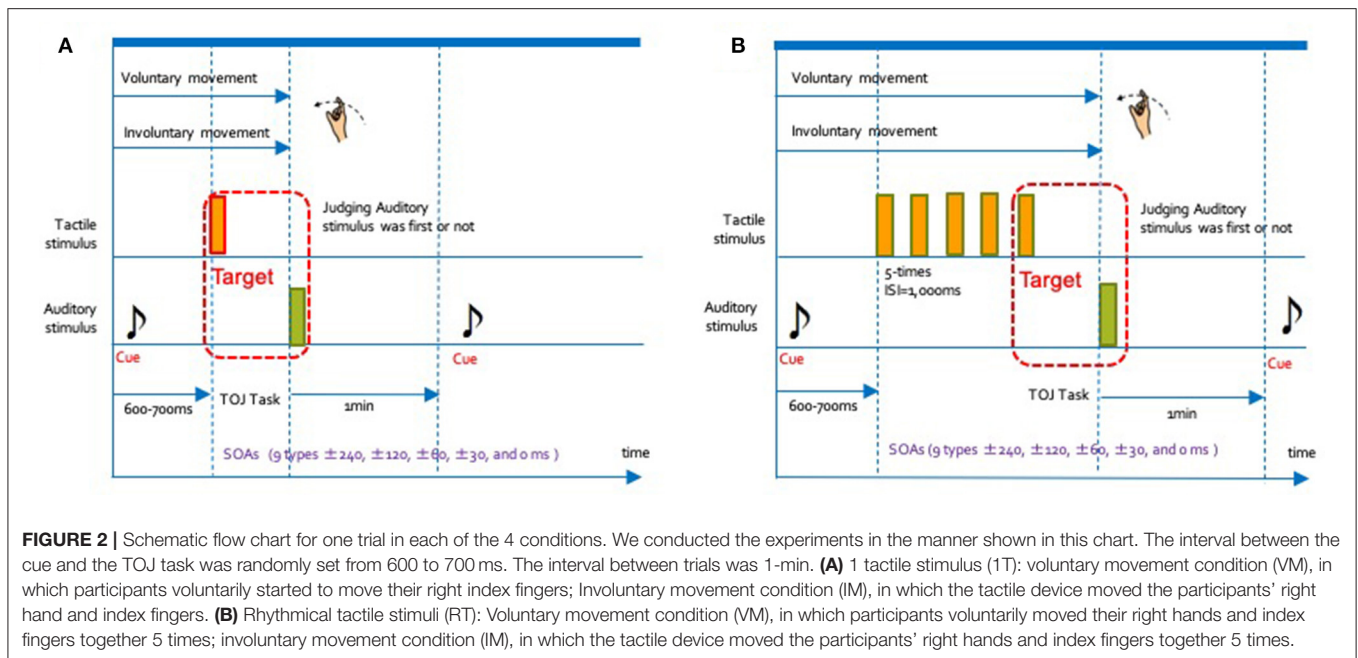 A
Voluntary movement
Involuntary movement
Tactile
stimulus
Judging Auditory
stimulus was first or not
Target
Auditory
stimulus
Cue
Cue
600-700ms
TOJ Task
1min
SOAs (9 types ±240, ±120, ±60, ±30, and 0 ms )
time
B
Voluntary movement
Involuntary movement
Tactile
stimulus
Judging Auditory
stimulus was first or not
5-times
ISI=1,000ms
Target
Auditory
stimulus
Cue
Cue
600-700ms
TOJ Task
1min
SOAs (9 types ±240, ±120, ±60, ±30, and 0 ms )
time
FIGURE 2 | Schematic flow chart for one trial in each of the 4 conditions. We conducted the experiments in the manner shown in this chart. The interval between the
cue and the TOJ task was randomly set from 600 to 700 ms. The interval between trials was 1-min. (A) 1 tactile stimulus (1T): voluntary movement condition (VM), in
which participants voluntarily started to move their right index fingers; Involuntary movement condition (IM), in which the tactile device moved the participants' right
hand and index fingers. (B) Rhythmical tactile stimuli (RT): Voluntary movement condition (VM), in which participants voluntarily moved their right hands and index
fingers together 5 times; involuntary movement condition (IM), in which the tactile device moved the participants' right hands and index fingers together 5 times.